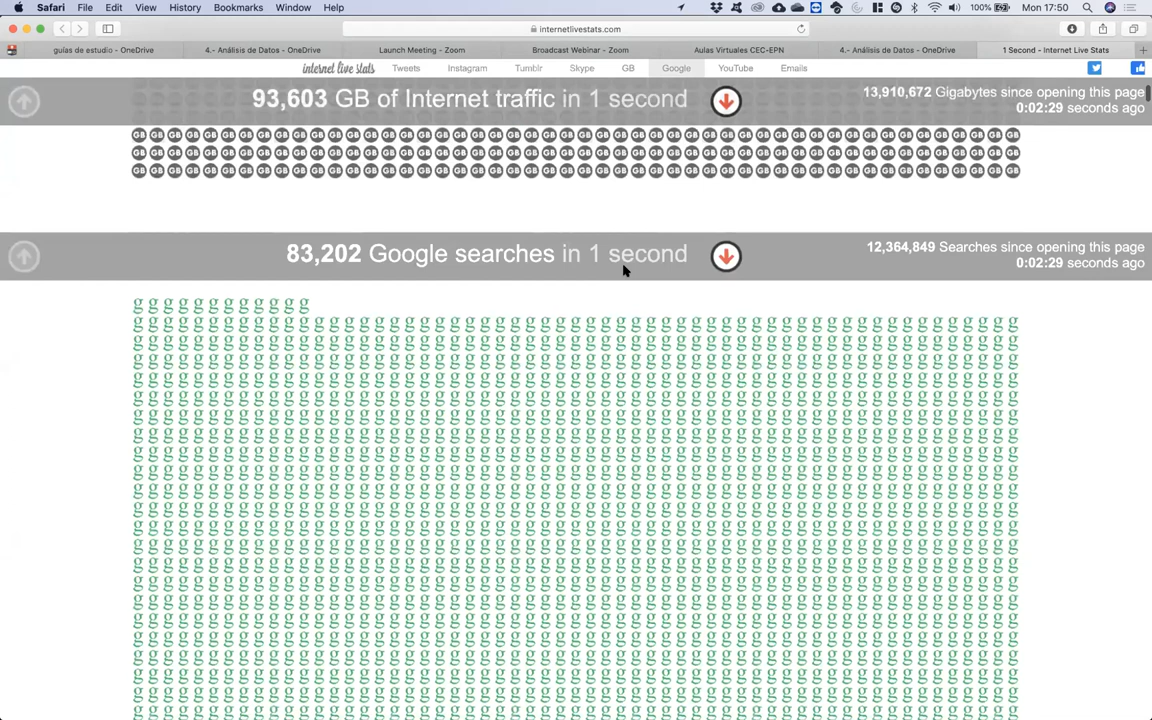 Safari File Edit View History Bookmarks Window Help 100% Mon 17:50
internetlivestats.com
guías de estudio – OneDrive 4.- Análisis de Datos – OneDrive Launch Meeting - Zoom Broadcast Webinar - Zoom Aulas Virtuales CEC-EPN 4.- Análisis de Datos – OneDrive 1 Second - Internet Live Stats
internet live stats Tweets Instagram Tumblr Skype GB Google YouTube Emails
93,603 GB of Internet traffic in 1 second
13,910,672 Gigabytes since opening this page
0:02:29 seconds ago
83,202 Google searches in 1 second
12,364,849 Searches since opening this page
0:02:29 seconds ago
g g g g g g g g g g g g